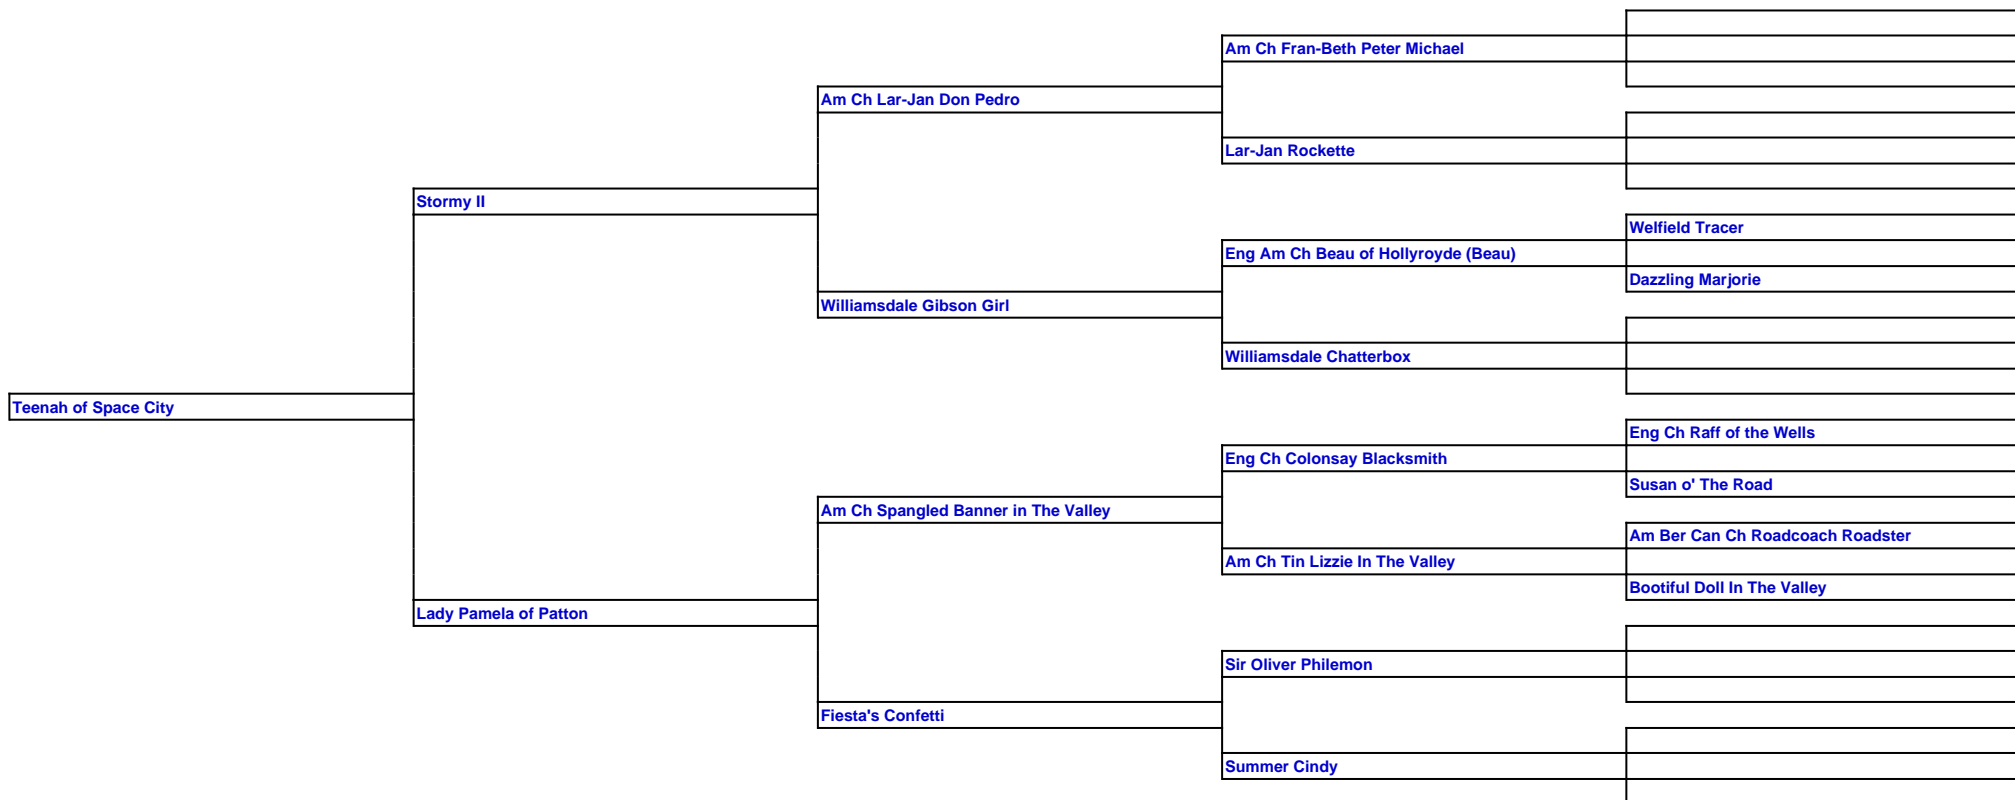 Am Ch Fran-Beth Peter Michael
Am Ch Lar-Jan Don Pedro
Lar-Jan Rockette
Stormy II
Welfield Tracer
Eng Am Ch Beau of Hollyroyde (Beau)
Dazzling Marjorie
Williamsdale Gibson Girl
Williamsdale Chatterbox
Teenah of Space City
Eng Ch Raff of the Wells
Eng Ch Colonsay Blacksmith
Susan o' The Road
Am Ch Spangled Banner in The Valley
Am Ber Can Ch Roadcoach Roadster
Am Ch Tin Lizzie In The Valley
Bootiful Doll In The Valley
Lady Pamela of Patton
Sir Oliver Philemon
Fiesta's Confetti
Summer Cindy